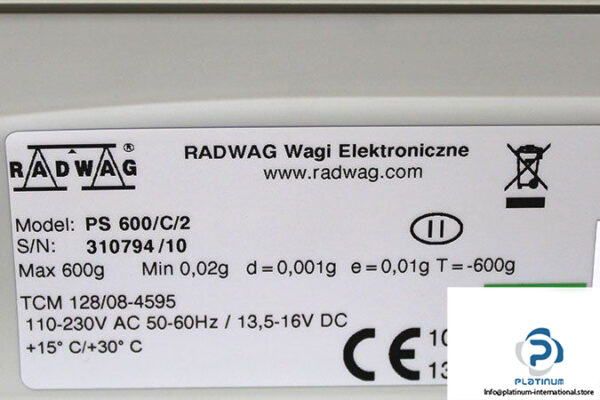 RADWAG®
RADWAG Wagi Elektroniczne
www.radwag.com
Model: PS 600/C/2
S/N: 310794/10
II
Max 600g Min 0,02g d=0,001g e=0,01g T=-600g
TCM 128/08-4595
110-230V AC 50-60Hz / 13,5-16V DC
+15° C/+30° C
CE
10
13
PLATINUM
Info@platinum-international.store